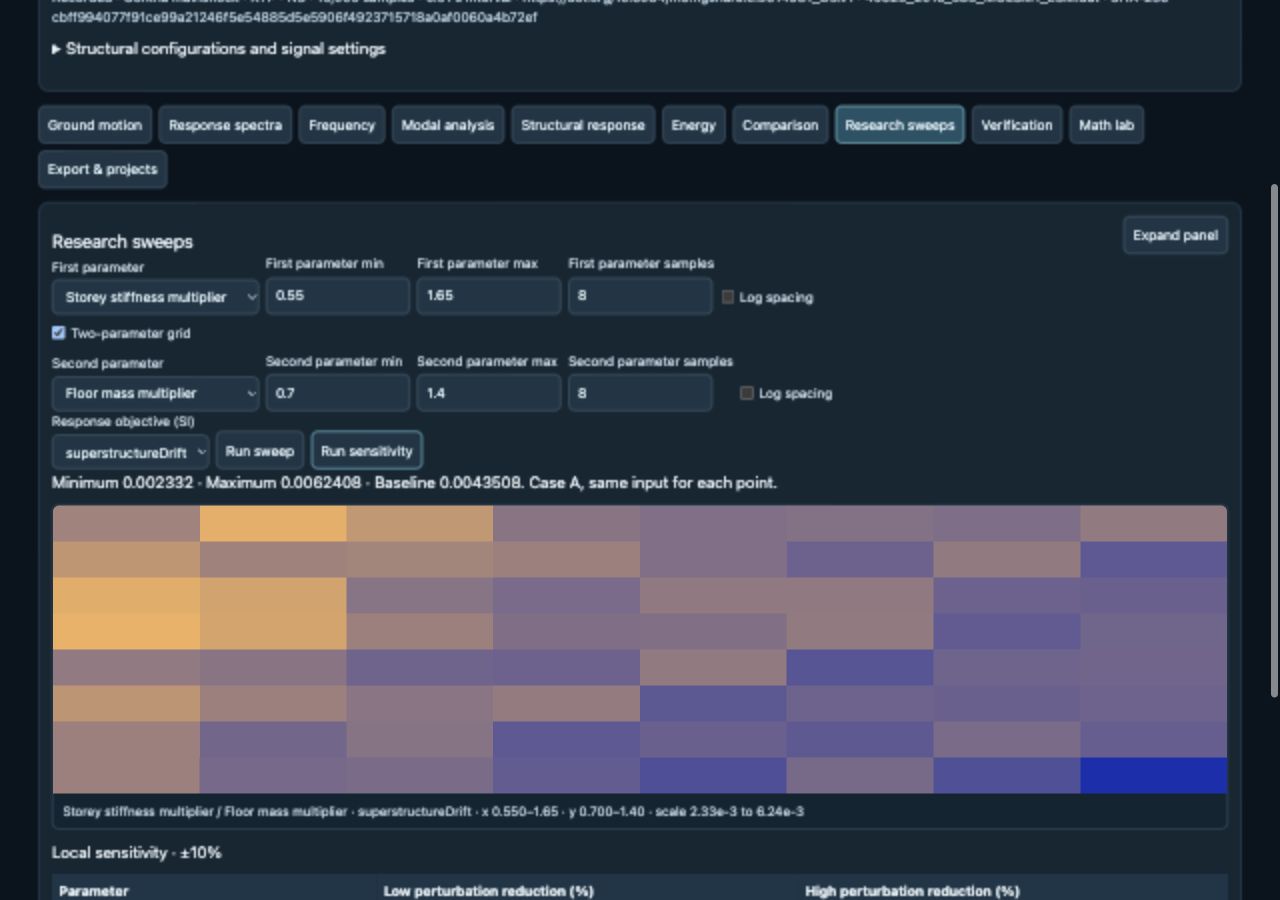 cbff994077f91ce99a21246f5e54885d5e5906f4923715718a0af0060a4b72ef
▸ Structural configurations and signal settings
Ground motion
Response spectra
Frequency
Modal analysis
Structural response
Energy
Comparison
Research sweeps
Verification
Math lab
Export & projects
Research sweeps
Expand panel
First parameter
First parameter min
First parameter max
First parameter samples
Storey stiffness multiplier
0.55
1.65
8
Log spacing
Two-parameter grid
Second parameter
Second parameter min
Second parameter max
Second parameter samples
Floor mass multiplier
0.7
1.4
8
Log spacing
Response objective (SI)
superstructureDrift
Run sweep
Run sensitivity
Minimum 0.002332 · Maximum 0.0062408 · Baseline 0.0043508. Case A, same input for each point.
Storey stiffness multiplier / Floor mass multiplier · superstructureDrift · x 0.550–1.65 · y 0.700–1.40 · scale 2.33e-3 to 6.24e-3
Local sensitivity · ±10%
Parameter
Low perturbation reduction (%)
High perturbation reduction (%)